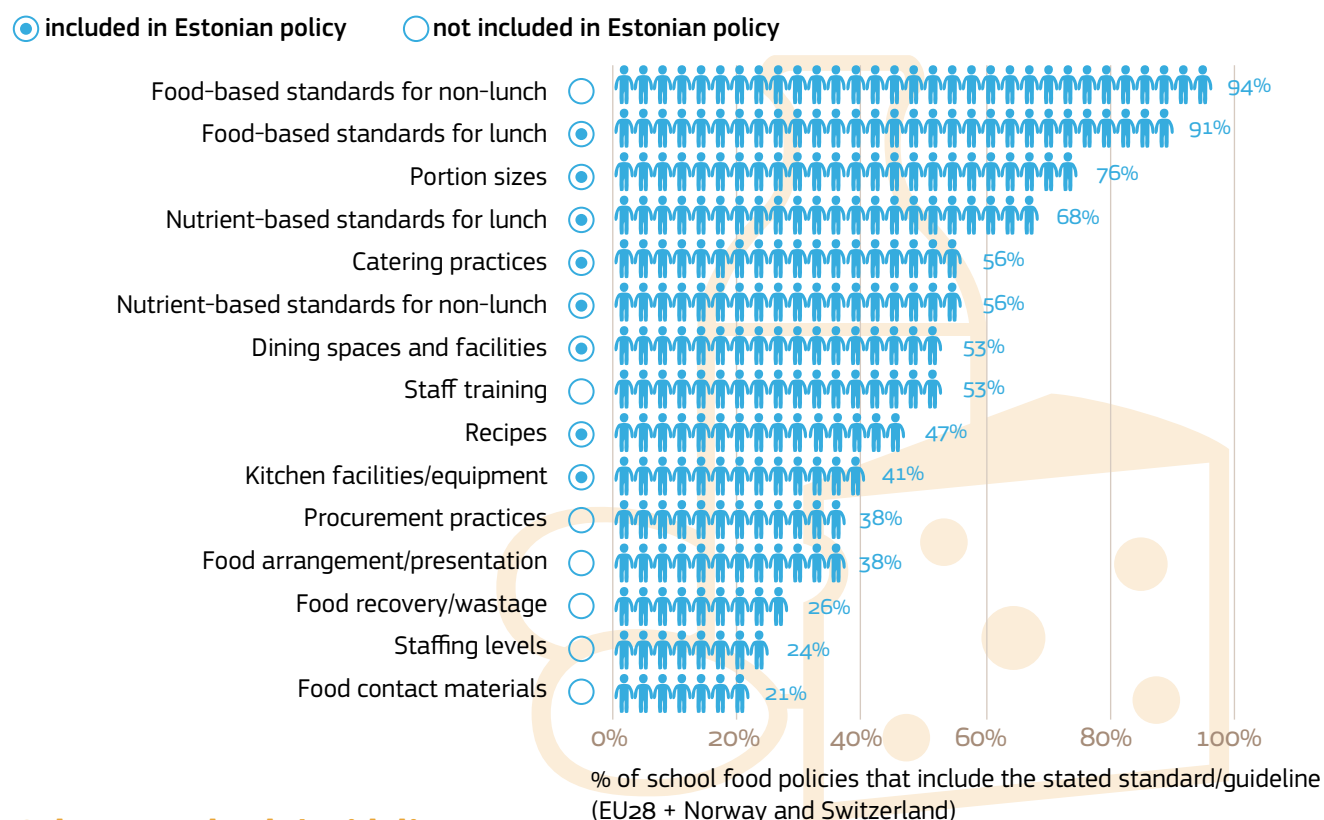 included in Estonian policy not included in Estonian policy
Food-based standards for non-lunch 94%
Food-based standards for lunch 91%
Portion sizes 76%
Nutrient-based standards for lunch 68%
Catering practices 56%
Nutrient-based standards for non-lunch 56%
Dining spaces and facilities 53%
Staff training 53%
Recipes 47%
Kitchen facilities/equipment 41%
Procurement practices 38%
Food arrangement/presentation 38%
Food recovery/wastage 26%
Staffing levels 24%
Food contact materials 21%
0% 20% 40% 60% 80% 100%
% of school food policies that include the stated standard/guideline
(EU28 + Norway and Switzerland)